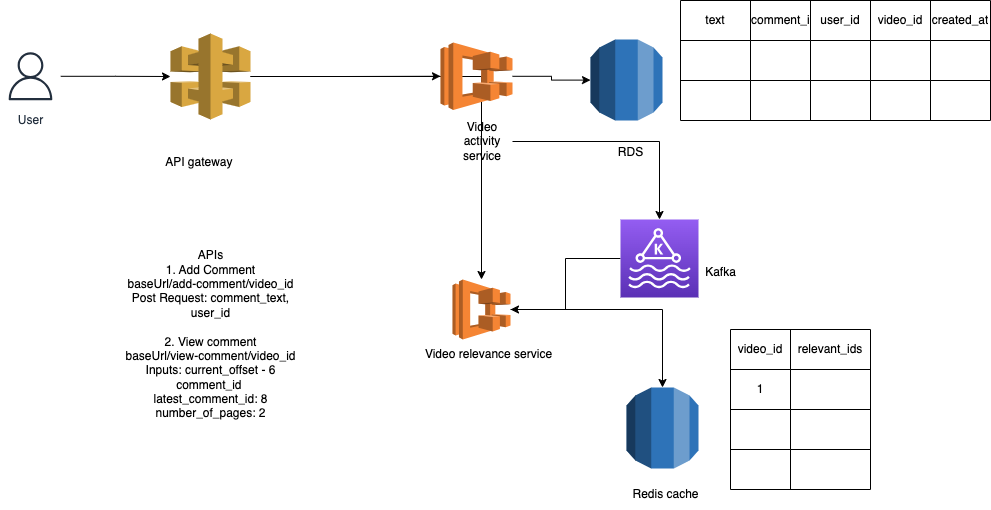 text
comment_i
user_id
video_id
created_at
User
API gateway
Video
activity
service
RDS
K
Kafka
APIs
1. Add Comment
baseUrl/add-comment/video_id
Post Request: comment_text,
user_id
2. View comment
baseUrl/view-comment/video_id
Inputs: current_offset - 6
comment_id
latest_comment_id: 8
number_of_pages: 2
Video relevance service
video_id
relevant_ids
1
Redis cache